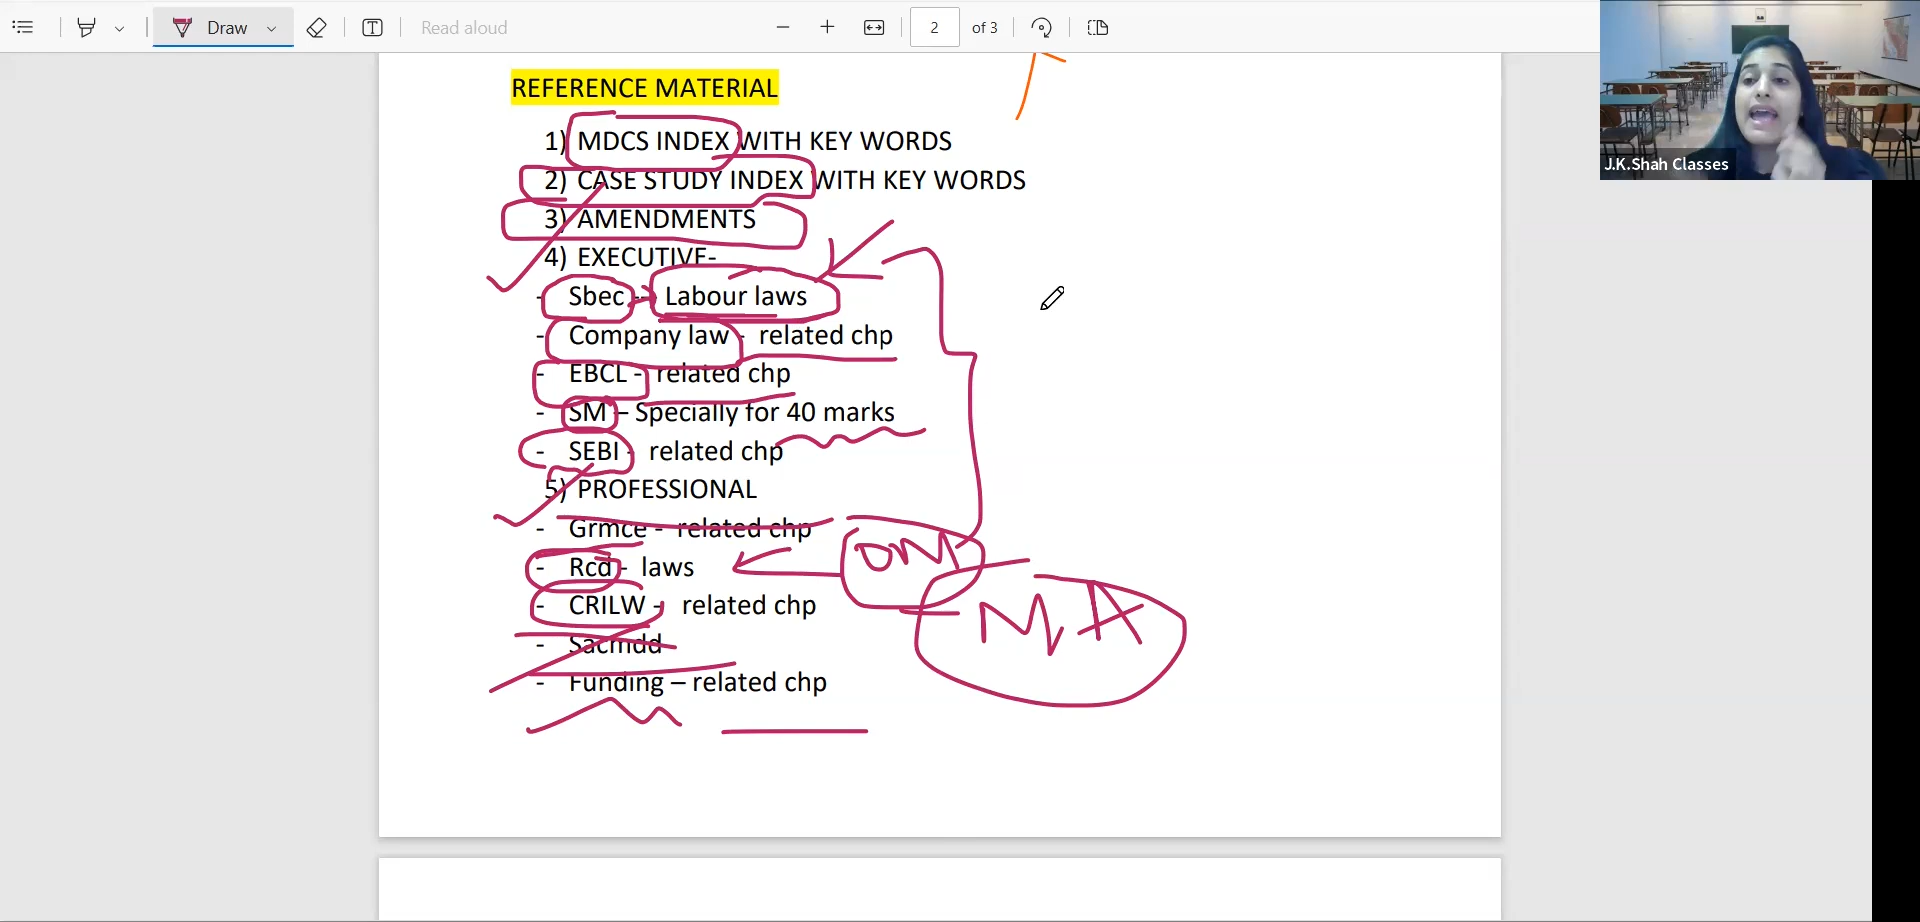 Draw
Read aloud
2 of 3
J.K.Shah Classes
REFERENCE MATERIAL
1) MDCS INDEX WITH KEY WORDS
2) CASE STUDY INDEX WITH KEY WORDS
3) AMENDMENTS
4) EXECUTIVE-
- Sbec - Labour laws
- Company law - related chp
- EBCL - related chp
- SM – Specially for 40 marks
- SEBI - related chp
5) PROFESSIONAL
- Grmce - related chp
- Rcd - laws
- CRILW - related chp
- Sacmdd
- Funding – related chp
OM
MA